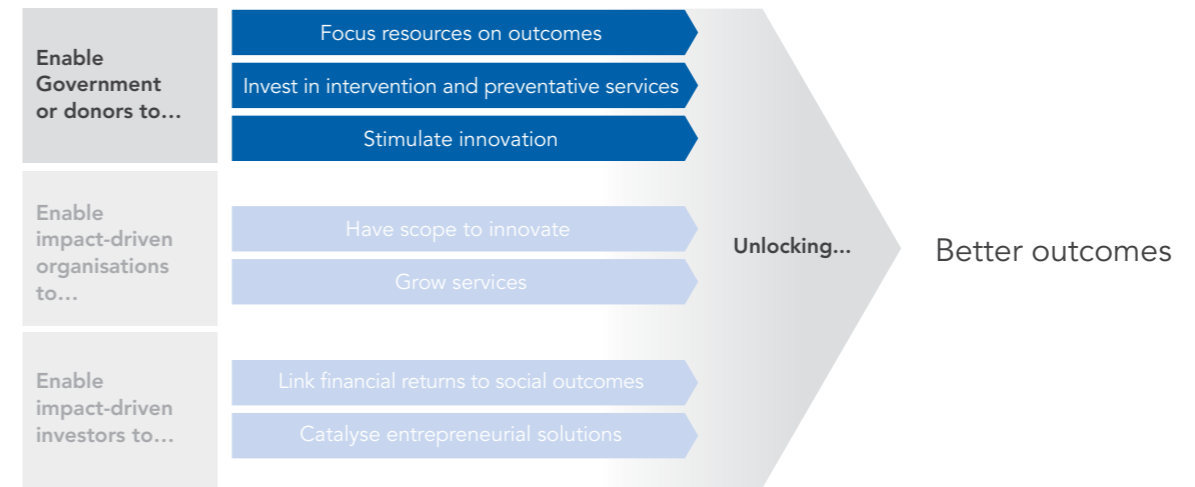 Enable
Government
or donors to…
Focus resources on outcomes
Invest in intervention and preventative services
Stimulate innovation
Enable
impact-driven
organisations
to…
Have scope to innovate
Grow services
Enable
impact-driven
investors to…
Link financial returns to social outcomes
Catalyse entrepreneurial solutions
Unlocking...
Better outcomes